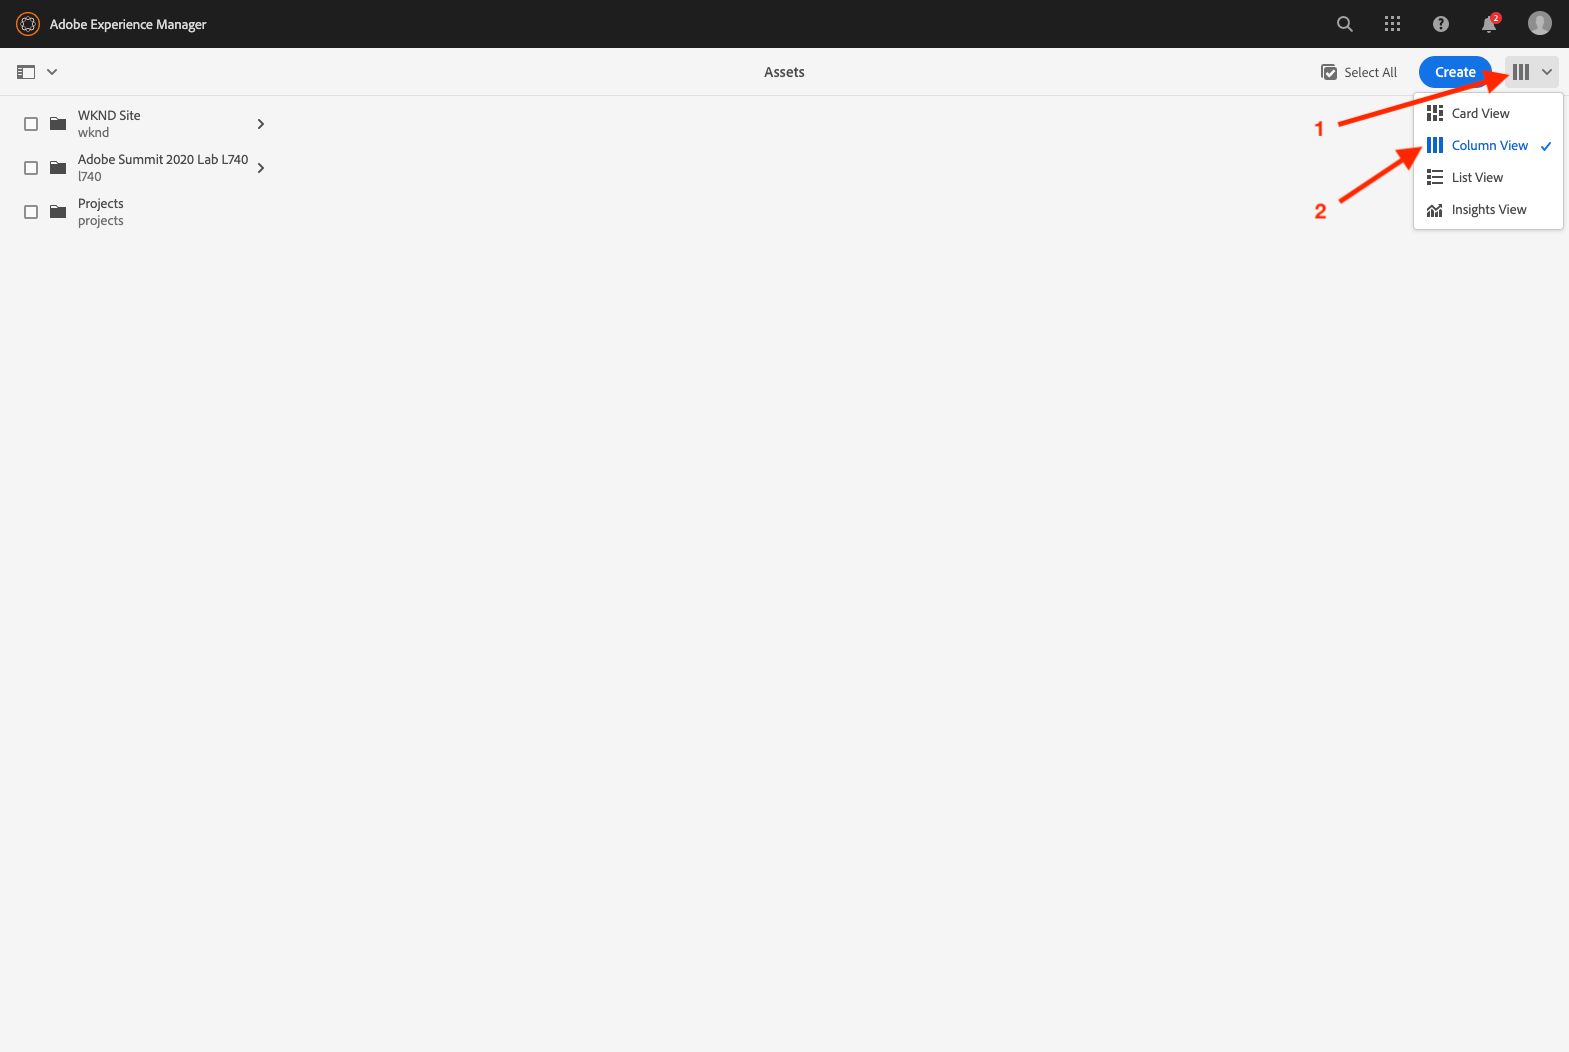 Adobe Experience Manager
2
Assets
Select All
Create
WKND Site
wknd
Adobe Summit 2020 Lab L740
l740
Projects
projects
1
2
Card View
Column View
List View
Insights View